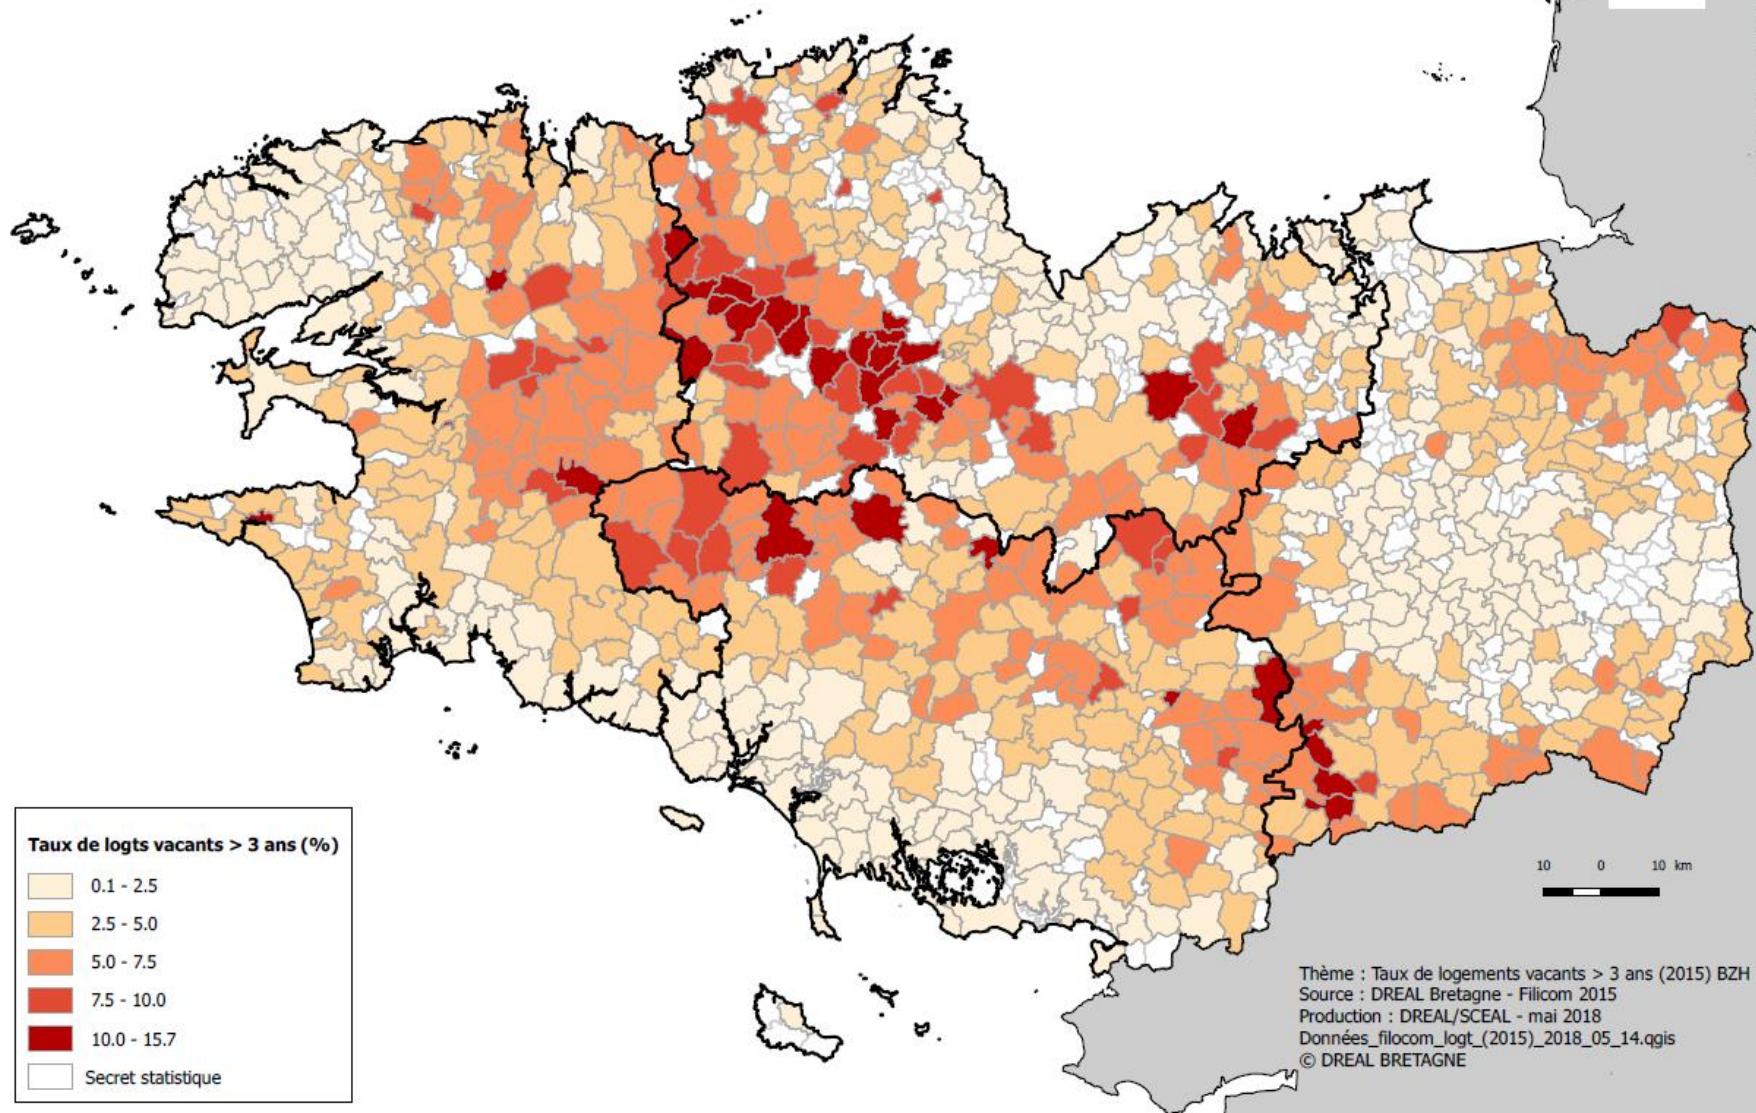 Taux de logts vacants > 3 ans (%)
0.1 - 2.5
2.5 - 5.0
5.0 - 7.5
7.5 - 10.0
10.0 - 15.7
Secret statistique
10 0 10 km
Thème : Taux de logements vacants > 3 ans (2015) BZH
Source : DREAL Bretagne - Filicom 2015
Production : DREAL/SCEAL - mai 2018
Données_filocom_logt_(2015)_2018_05_14.qgis
© DREAL BRETAGNE